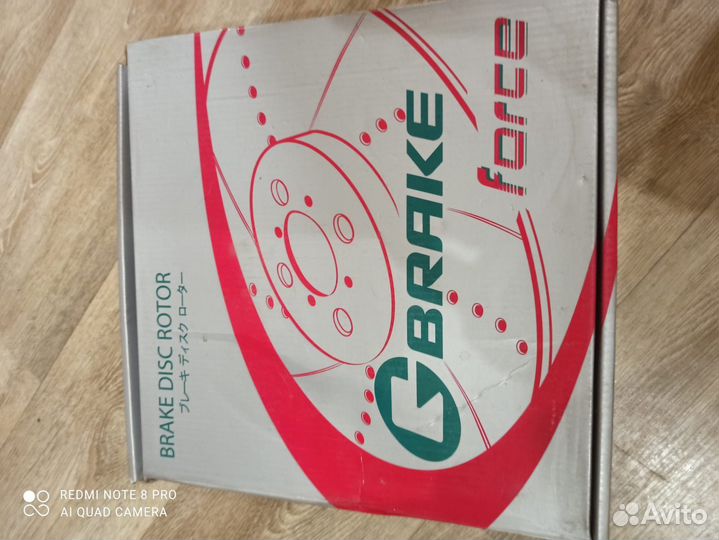 BRAKE DISC ROTOR
ブレーキ ディスク ローター
G BRAKE
force
REDMI NOTE 8 PRO
AI QUAD CAMERA
Avito